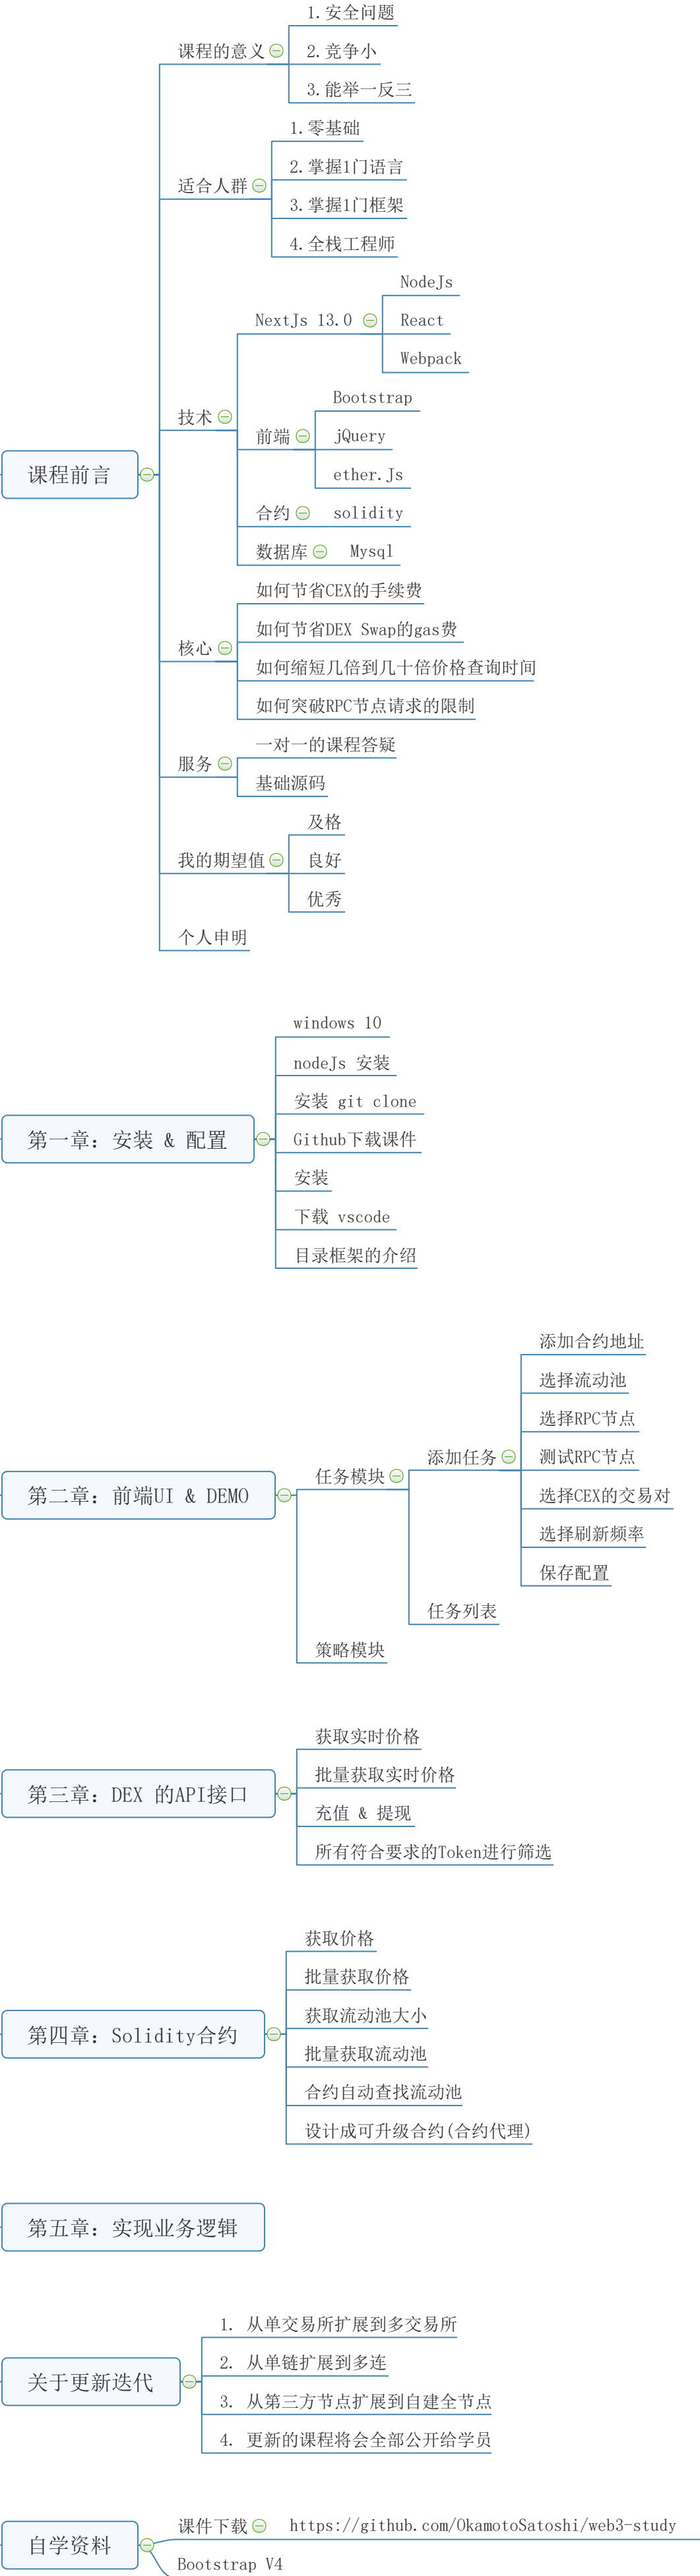 课程前言
课程的意义
1.安全问题
2.竞争小
3.能举一反三
适合人群
1.零基础
2.掌握1门语言
3.掌握1门框架
4.全栈工程师
技术
NextJs 13.0
NodeJs
React
Webpack
前端
Bootstrap
jQuery
ether.Js
合约
solidity
数据库
Mysql
核心
如何节省CEX的手续费
如何节省DEX Swap的gas费
如何缩短几倍到几十倍价格查询时间
如何突破RPC节点请求的限制
服务
一对一的课程答疑
基础源码
我的期望值
及格
良好
优秀
个人申明
第一章：安装 & 配置
windows 10
nodeJs 安装
安装 git clone
Github下载课件
安装
下载 vscode
目录框架的介绍
第二章：前端UI & DEMO
任务模块
添加任务
添加合约地址
选择流动池
选择RPC节点
测试RPC节点
选择CEX的交易对
选择刷新频率
保存配置
任务列表
策略模块
第三章：DEX 的API接口
获取实时价格
批量获取实时价格
充值 & 提现
所有符合要求的Token进行筛选
第四章：Solidity合约
获取价格
批量获取价格
获取流动池大小
批量获取流动池
合约自动查找流动池
设计成可升级合约(合约代理)
第五章：实现业务逻辑
关于更新迭代
1. 从单交易所扩展到多交易所
2. 从单链扩展到多连
3. 从第三方节点扩展到自建全节点
4. 更新的课程将会全部公开给学员
自学资料
课件下载
https://github.com/OkamotoSatoshi/web3-study
Bootstrap V4